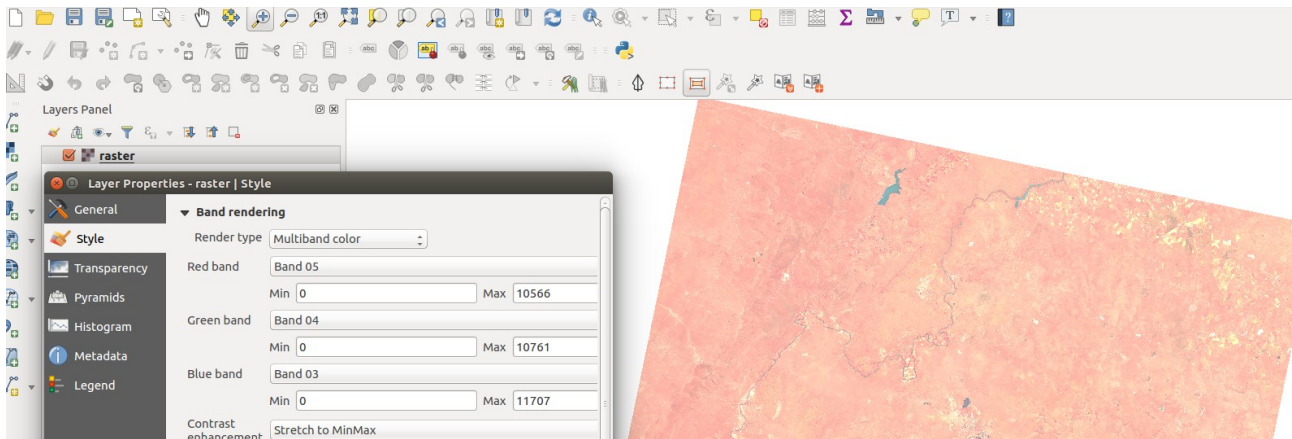 Layers Panel
raster
Layer Properties - raster | Style
General
Style
Transparency
Pyramids
Histogram
Metadata
Legend
Band rendering
Render type Multiband color
Red band Band 05
Min 0 Max 10566
Green band Band 04
Min 0 Max 10761
Blue band Band 03
Min 0 Max 11707
Contrast
enhancement Stretch to MinMax